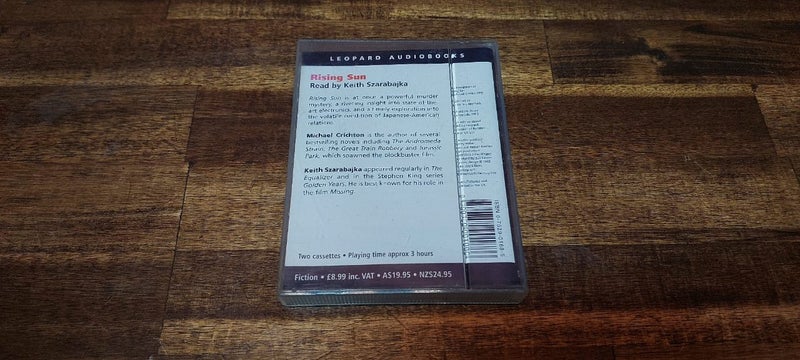 LEOPARD AUDIOBOOKS
Rising Sun
Read by Keith Szarabajka
Rising Sun is at once a powerful murder
mystery, a riveting insight into state of the
art electronics, and a timely exploration into
the volatile condition of Japanese-American
relations.
Michael Crichton is the author of several
bestselling novels including The Andromeda
Strain, The Great Train Robbery and Jurassic
Park, which spawned the blockbuster film.
Keith Szarabajka appeared regularly in The
Equalizer and in the Stephen King series
Golden Years. He is best known for his role in
the film Missing.
Two cassettes • Playing time approx 3 hours
Fiction • £8.99 inc. VAT • A$19.95 • NZ$24.95
ISBN